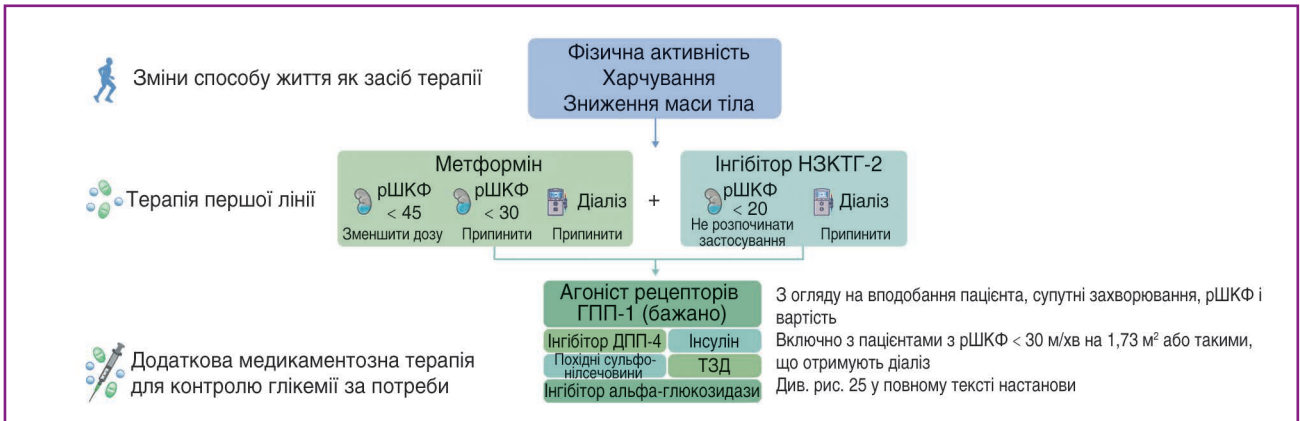 Зміни способу життя як засіб терапії
Фізична активність
Харчування
Зниження маси тіла
Терапія першої лінії
Метформін
рШКФ
< 45
Зменшити дозу
рШКФ
< 30
Припинити
Діаліз
Припинити
+
Інгібітор НЗКТГ-2
рШКФ
< 20
Не розпочинати
застосування
Діаліз
Припинити
Додаткова медикаментозна терапія
для контролю глікемії за потреби
Агоніст рецепторів
ГПП-1 (бажано)
Інгібітор ДПП-4
Інсулін
Похідні сульфо-
нілсечовини
ТЗД
Інгібітор альфа-глюкозидази
З огляду на вподобання пацієнта, супутні захворювання, рШКФ і
вартість
Включно з пацієнтами з рШКФ < 30 м/хв на 1,73 м² або такими,
що отримують діаліз
Див. рис. 25 у повному тексті настанови